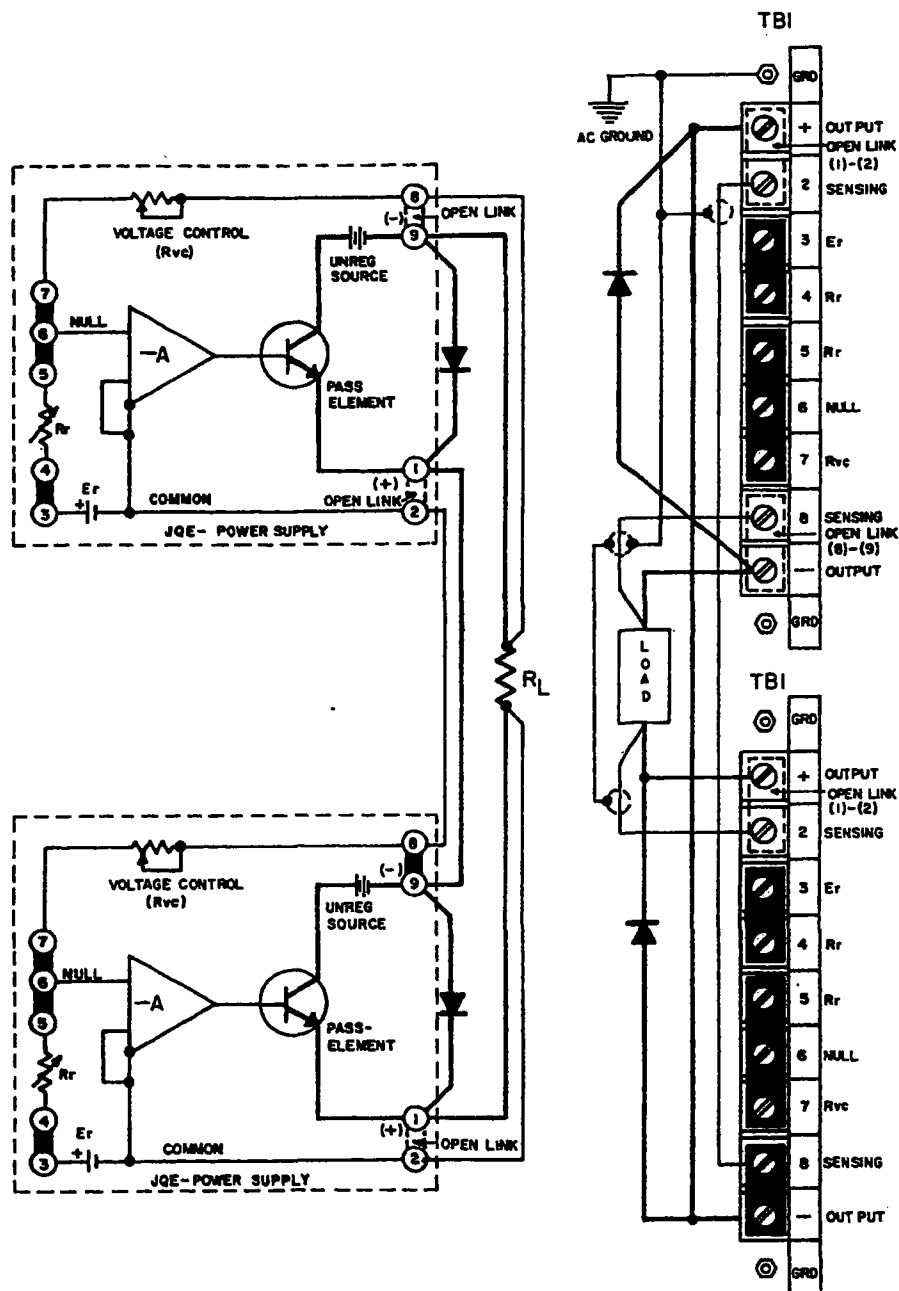 8
(-)
OPEN LINK
9
VOLTAGE CONTROL
(Rvc)
UNREG
SOURCE
7
NULL
6
5
-A
PASS
ELEMENT
Rr
4
1
(+)
Er
+
COMMON
OPEN LINK
3
2
JQE- POWER SUPPLY
RL
8
(-)
9
VOLTAGE CONTROL
(Rvc)
UNREG
SOURCE
7
NULL
6
5
-A
PASS-
ELEMENT
Rr
4
1
(+)
Er
+
COMMON
OPEN LINK
3
2
JQE-POWER SUPPLY
TB1
GRD
AC GROUND
+ OUTPUT
OPEN LINK
(1)-(2)
2 SENSING
3 Er
4 Rr
5 Rr
6 NULL
7 Rvc
8 SENSING
OPEN LINK
(8)-(9)
— OUTPUT
GRD
LOAD
TB1
GRD
+ OUTPUT
OPEN LINK
(1)-(2)
2 SENSING
3 Er
4 Rr
5 Rr
6 NULL
7 Rvc
8 SENSING
— OUTPUT
GRD